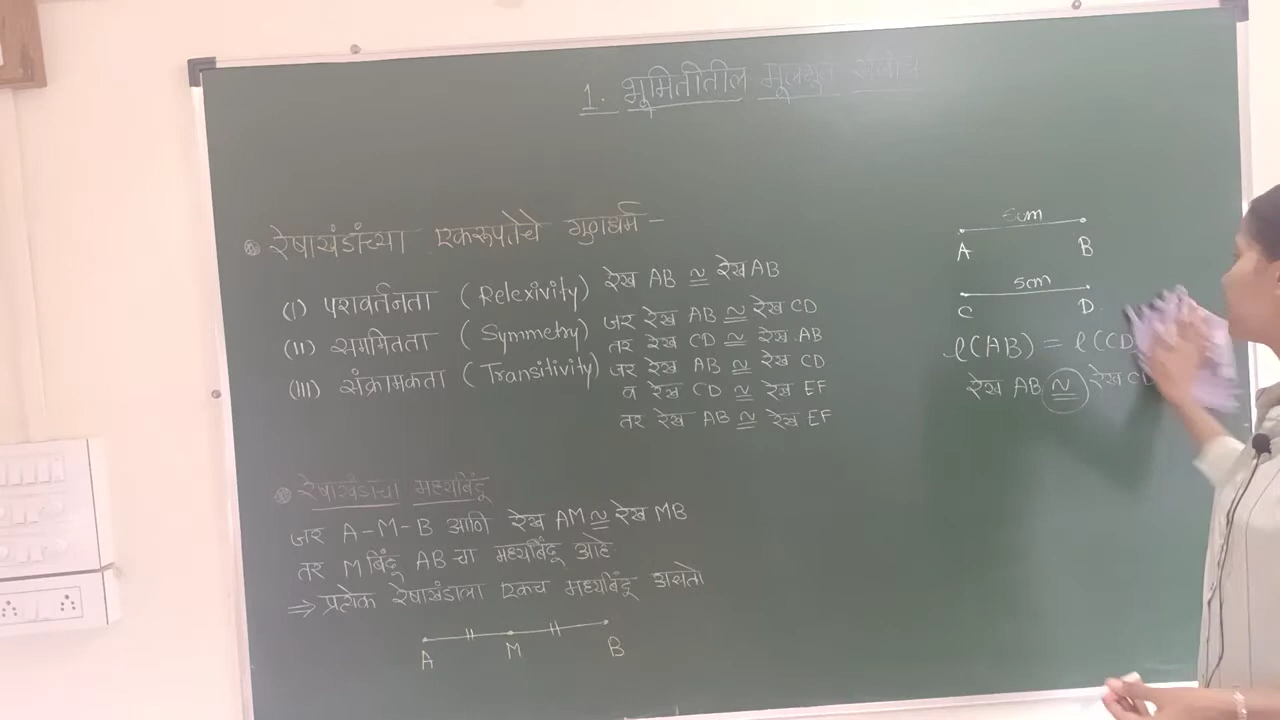 1. भूमितीतील मूलभूत संबोध
रेषाखंडांच्या एकरूपतेचे गुणधर्म -
(I) परावर्तनता (Relexivity) रेख AB ≅ रेख AB
(II) सममितता (Symmetry) जर रेख AB ≅ रेख CD
तर रेख CD ≅ रेख AB
(III) संक्रामकता (Transitivity) जर रेख AB ≅ रेख CD
व रेख CD ≅ रेख EF
तर रेख AB ≅ रेख EF
रेषाखंडाचा मध्यबिंदू
जर A-M-B आणि रेख AM ≅ रेख MB
तर M बिंदू AB चा मध्यबिंदू आहे.
⇒ प्रत्येक रेषाखंडाला एकच मध्यबिंदू असतो
A M B
5cm
A B
5cm
C D
l(AB) = l(CD
रेख AB ≅ रेख CD